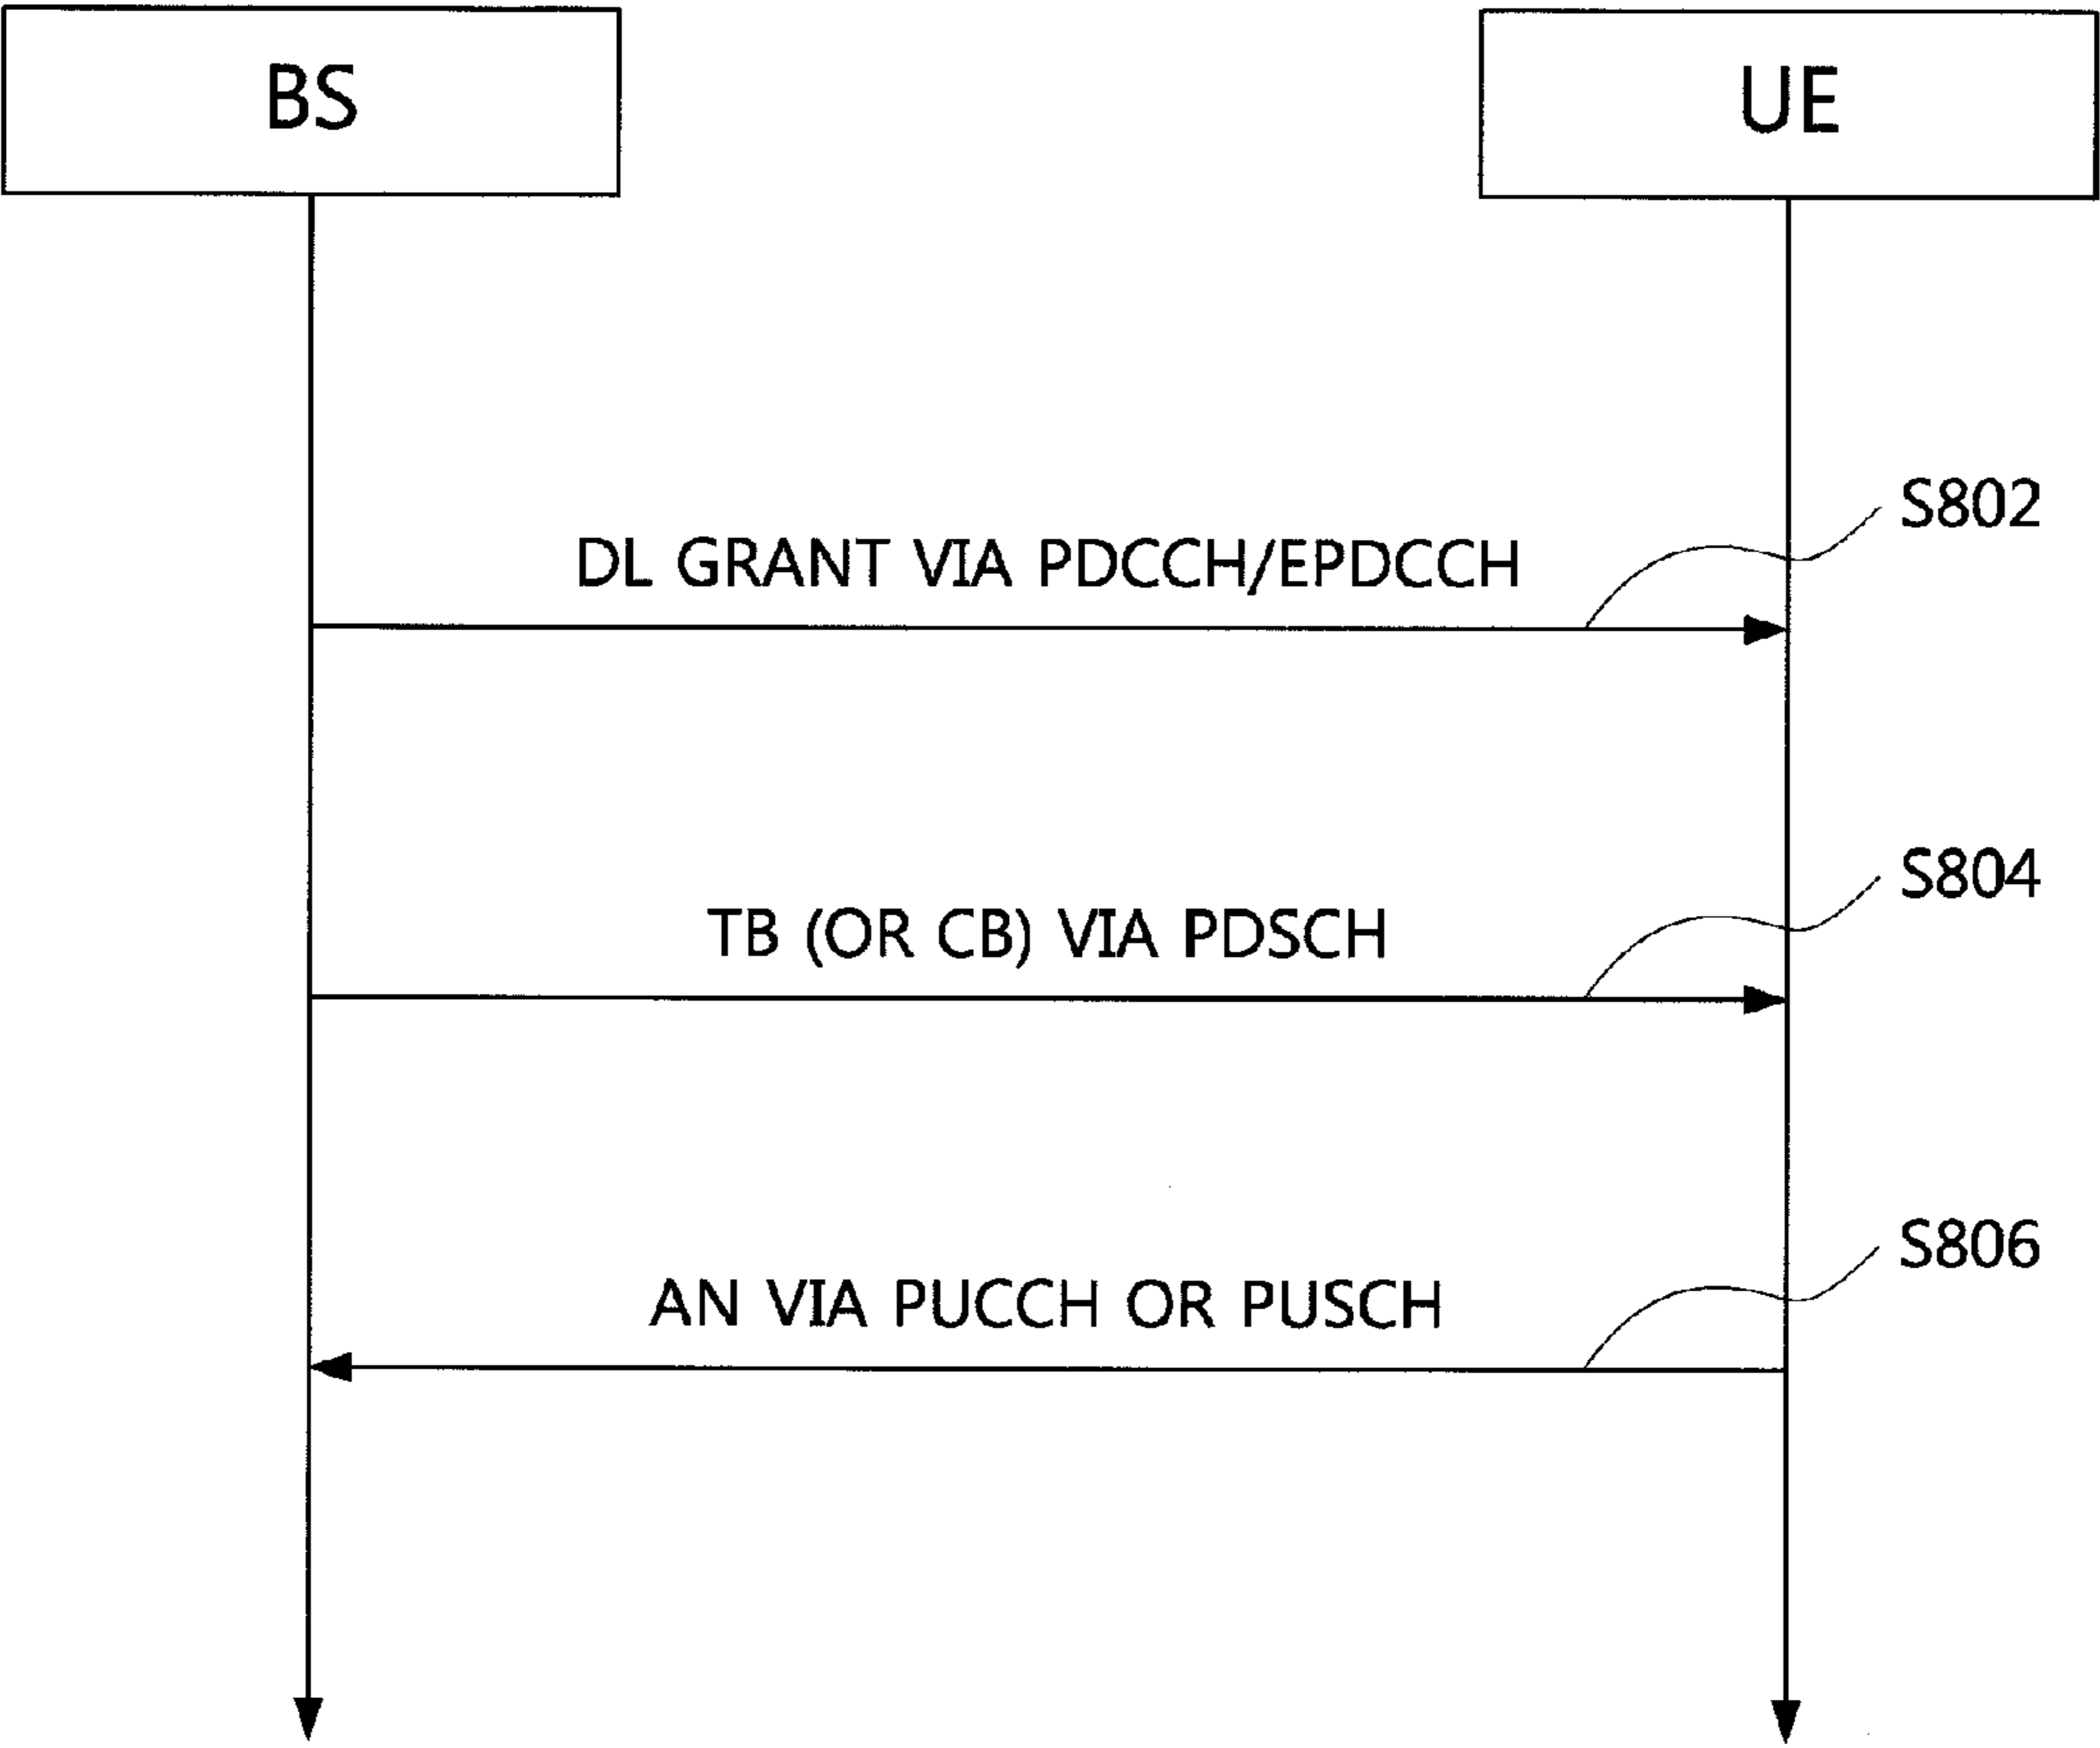 BS
UE
S802
DL GRANT VIA PDCCH/EPDCCH
S804
TB (OR CB) VIA PDSCH
S806
AN VIA PUCCH OR PUSCH